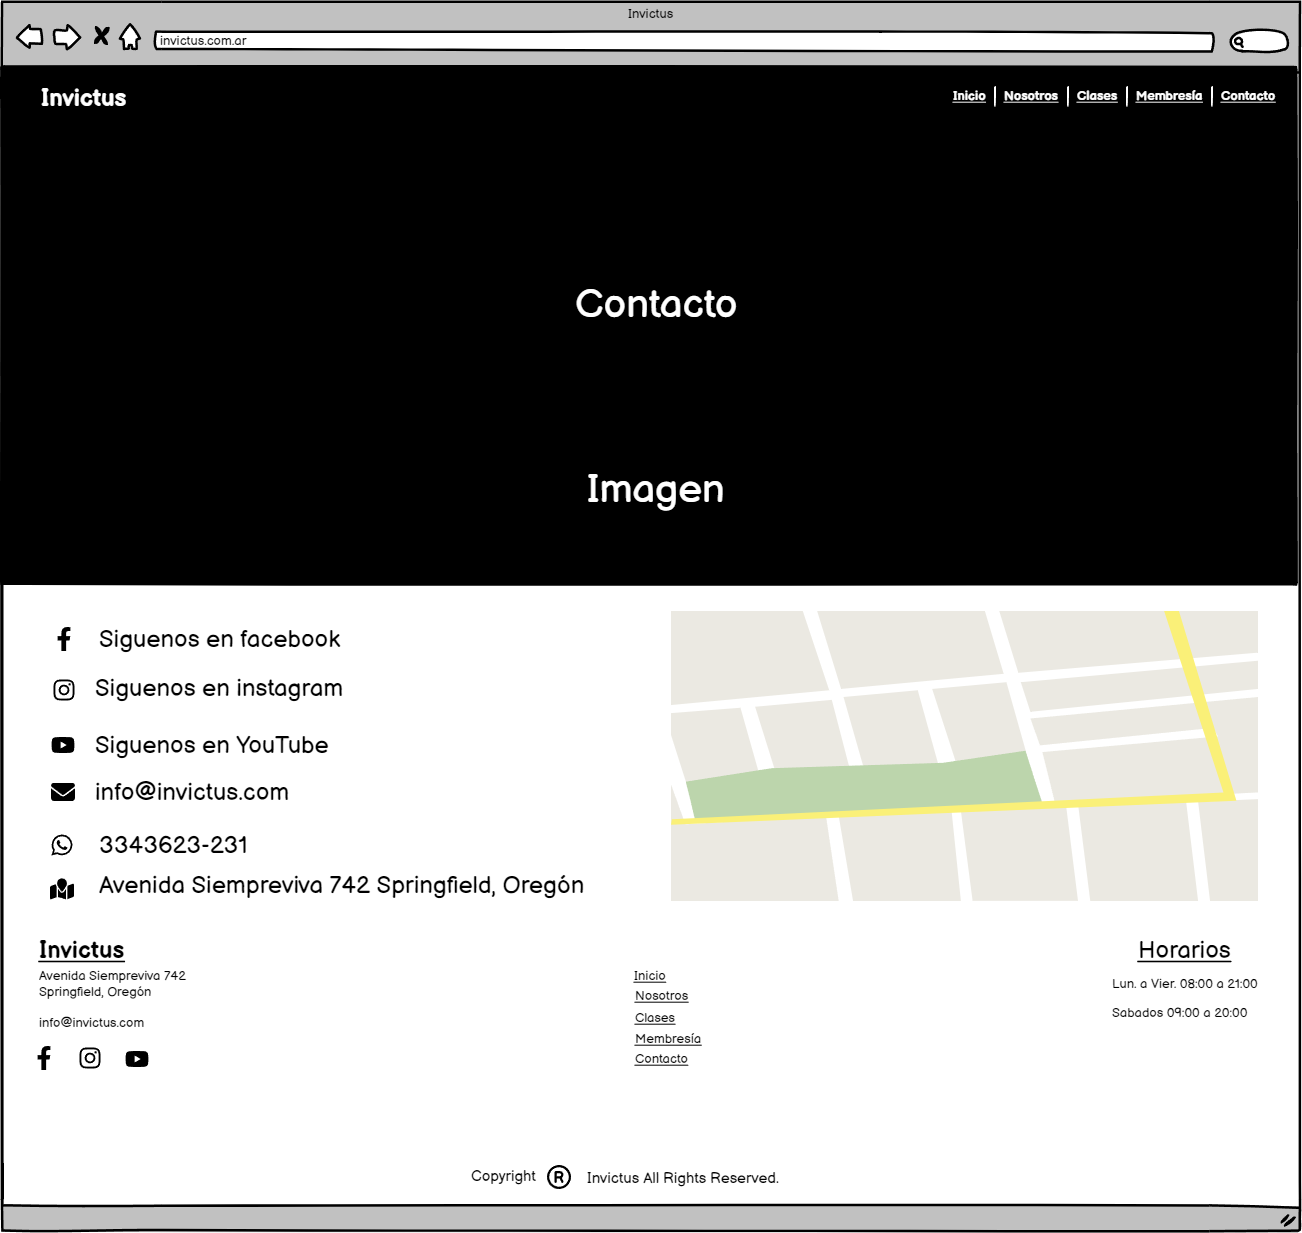 Invictus
invictus.com.ar
Invictus
Inicio Nosotros Clases Membresía Contacto
Contacto
Imagen
Siguenos en facebook
Siguenos en instagram
Siguenos en YouTube
info@invictus.com
3343623-231
Avenida Siempreviva 742 Springfield, Oregón
Invictus
Avenida Siempreviva 742
Springfield, Oregón
info@invictus.com
Inicio
Nosotros
Clases
Membresía
Contacto
Horarios
Lun. a Vier. 08:00 a 21:00
Sabados 09:00 a 20:00
Copyright ® Invictus All Rights Reserved.